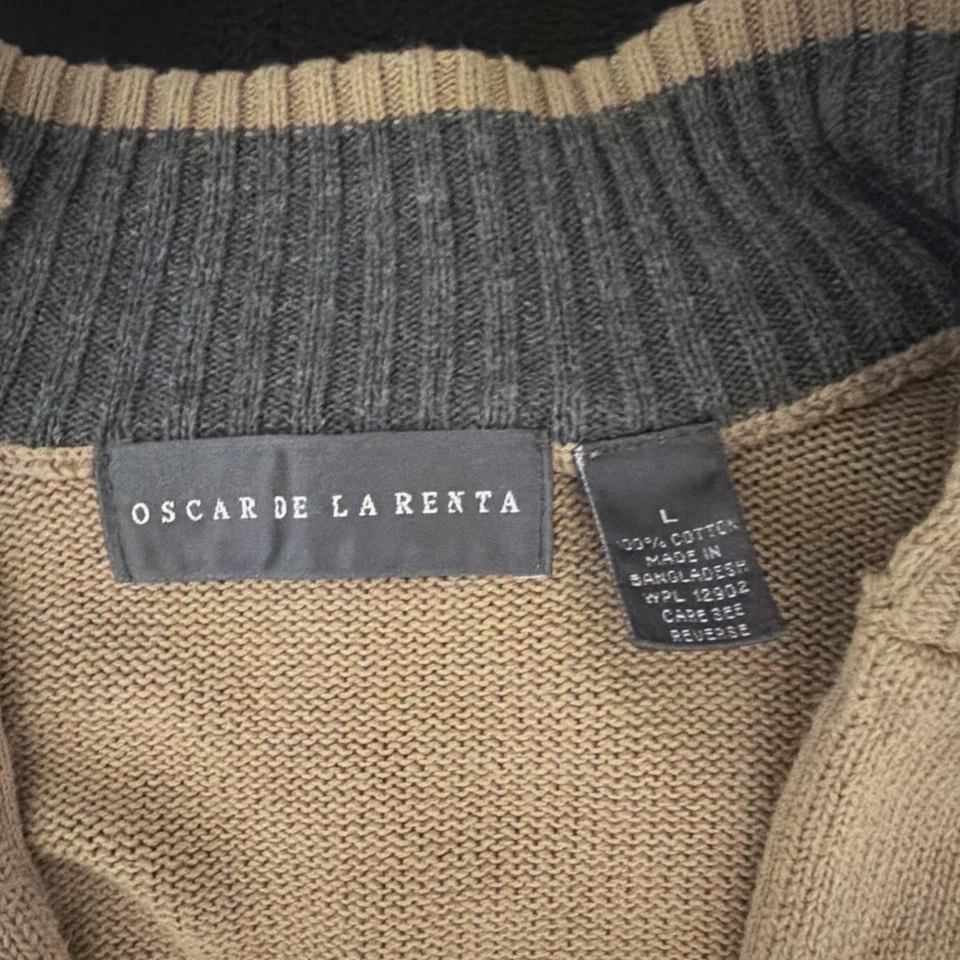 OSCAR DE LA RENTA
L
100% COTTON
MADE IN
BANGLADESH
WPL 12902
CARE SEE
REVERSE